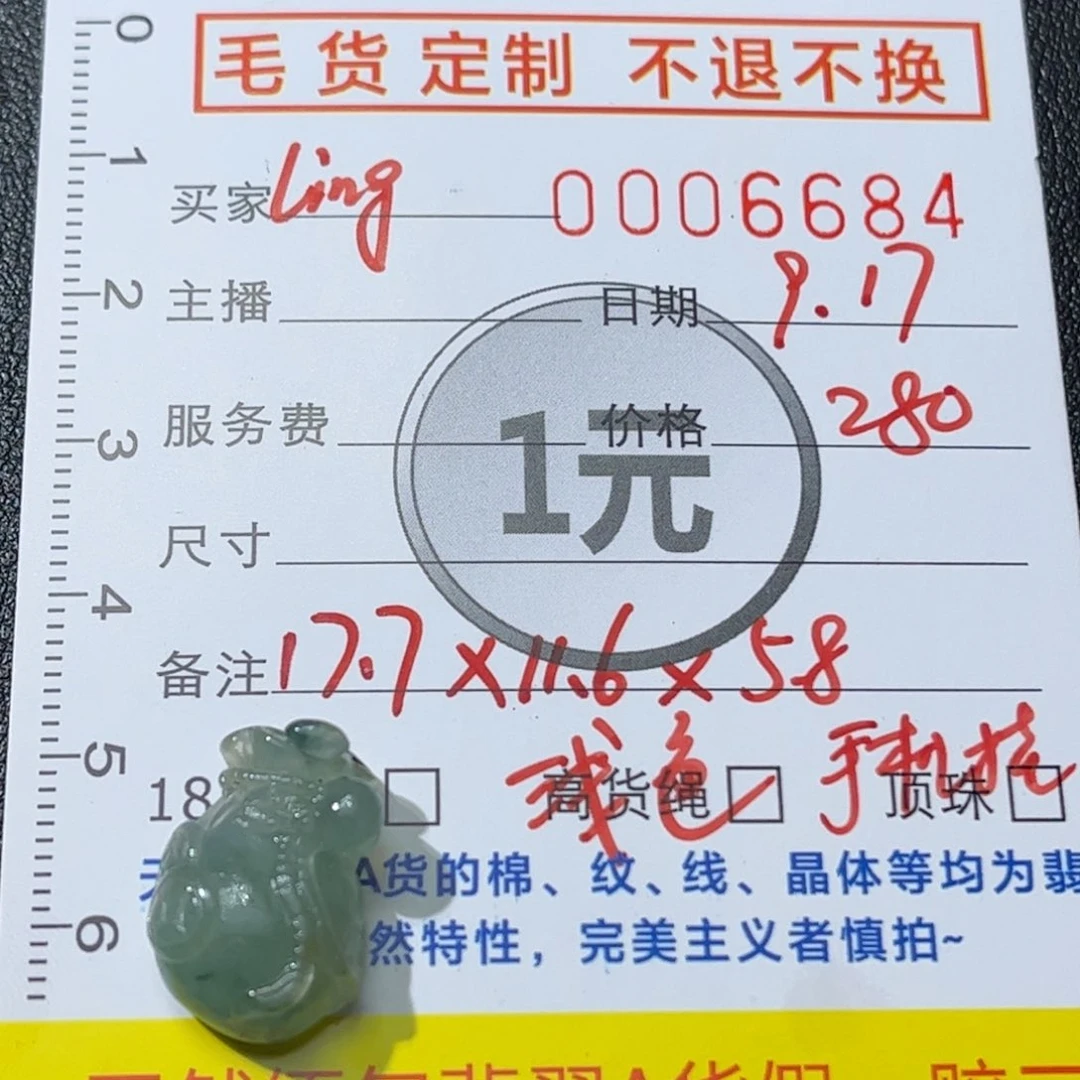 0
毛货定制 不退不换
1
买家 Ling 0006684
2
主播 日期 9.17
3
服务费 价格 280
1元
尺寸
4
备注 17.7×11.6×5.8
5
18 高货绳 顶珠
色 手机
A货的棉、纹、线、晶体等均为翡
6
然特性，完美主义者慎拍~